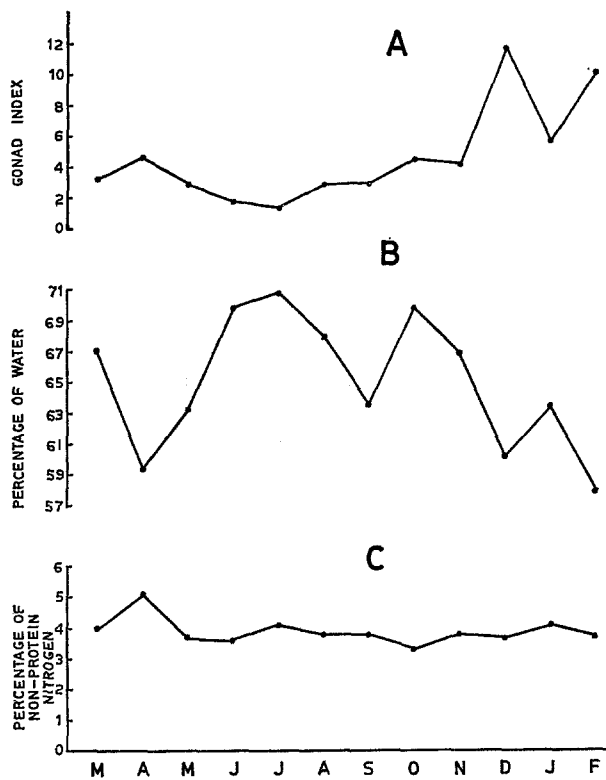 A
GONAD INDEX
12
10
8
6
4
2
0
B
PERCENTAGE OF WATER
71
69
67
65
63
61
59
57
C
PERCENTAGE OF
NON-PROTEIN
NITROGEN
6
5
4
3
2
1
0
M A M J J A S O N D J F